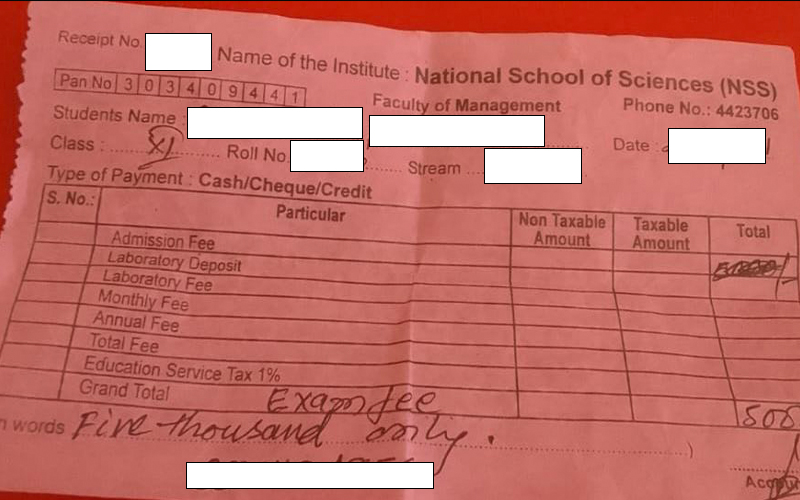 Receipt No. Name of the Institute : National School of Sciences (NSS)
Pan No 3 0 3 4 0 9 4 4 1 Faculty of Management Phone No.: 4423706
Students Name :
Class : XI Roll No. Stream Date :
Type of Payment : Cash/Cheque/Credit
S. No.: Particular Non Taxable Amount Taxable Amount Total
Admission Fee
Laboratory Deposit
Laboratory Fee
Monthly Fee
Annual Fee
Total Fee
Education Service Tax 1%
Grand Total Exam fee
words Five thousand only.